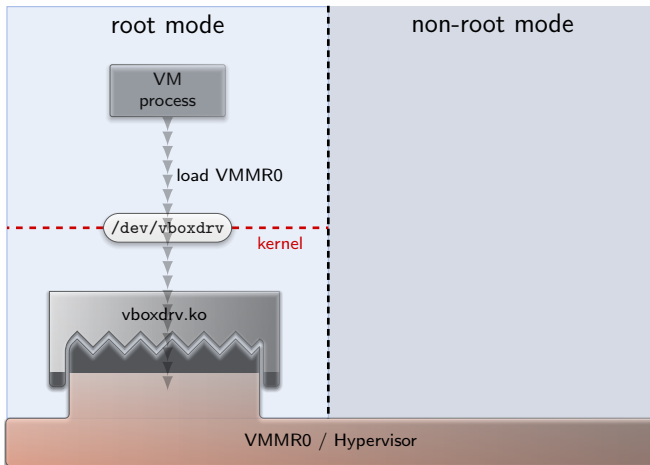 root mode
non-root mode
VM
process
load VMMR0
/dev/vboxdrv
kernel
vboxdrv.ko
VMMR0 / Hypervisor